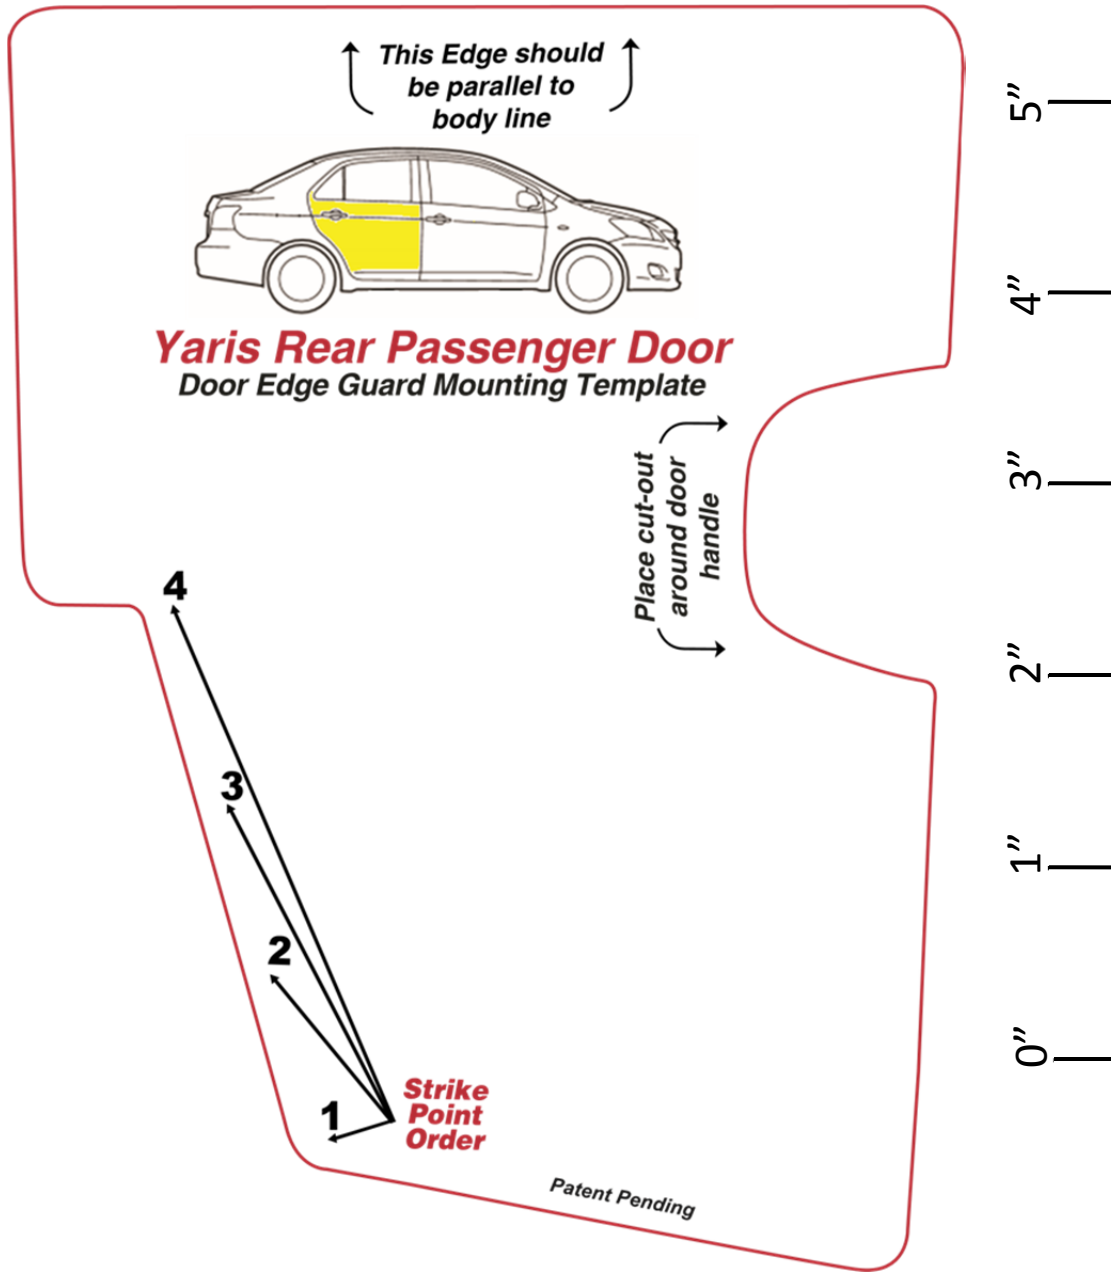 This Edge should
be parallel to
body line
Yaris Rear Passenger Door
Door Edge Guard Mounting Template
Place cut-out
around door
handle
4
3
2
1
Strike
Point
Order
Patent Pending
5”
4”
3”
2”
1”
0”